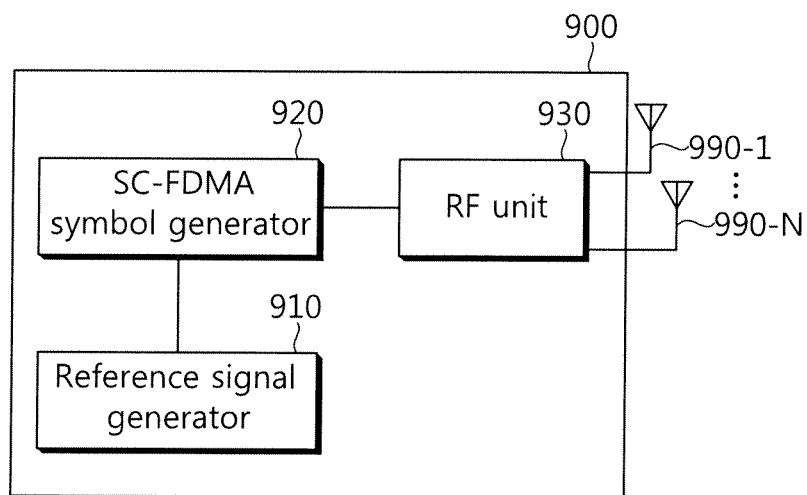 900
920
930
SC-FDMA
symbol generator
RF unit
990-1
⋮
990-N
910
Reference signal
generator